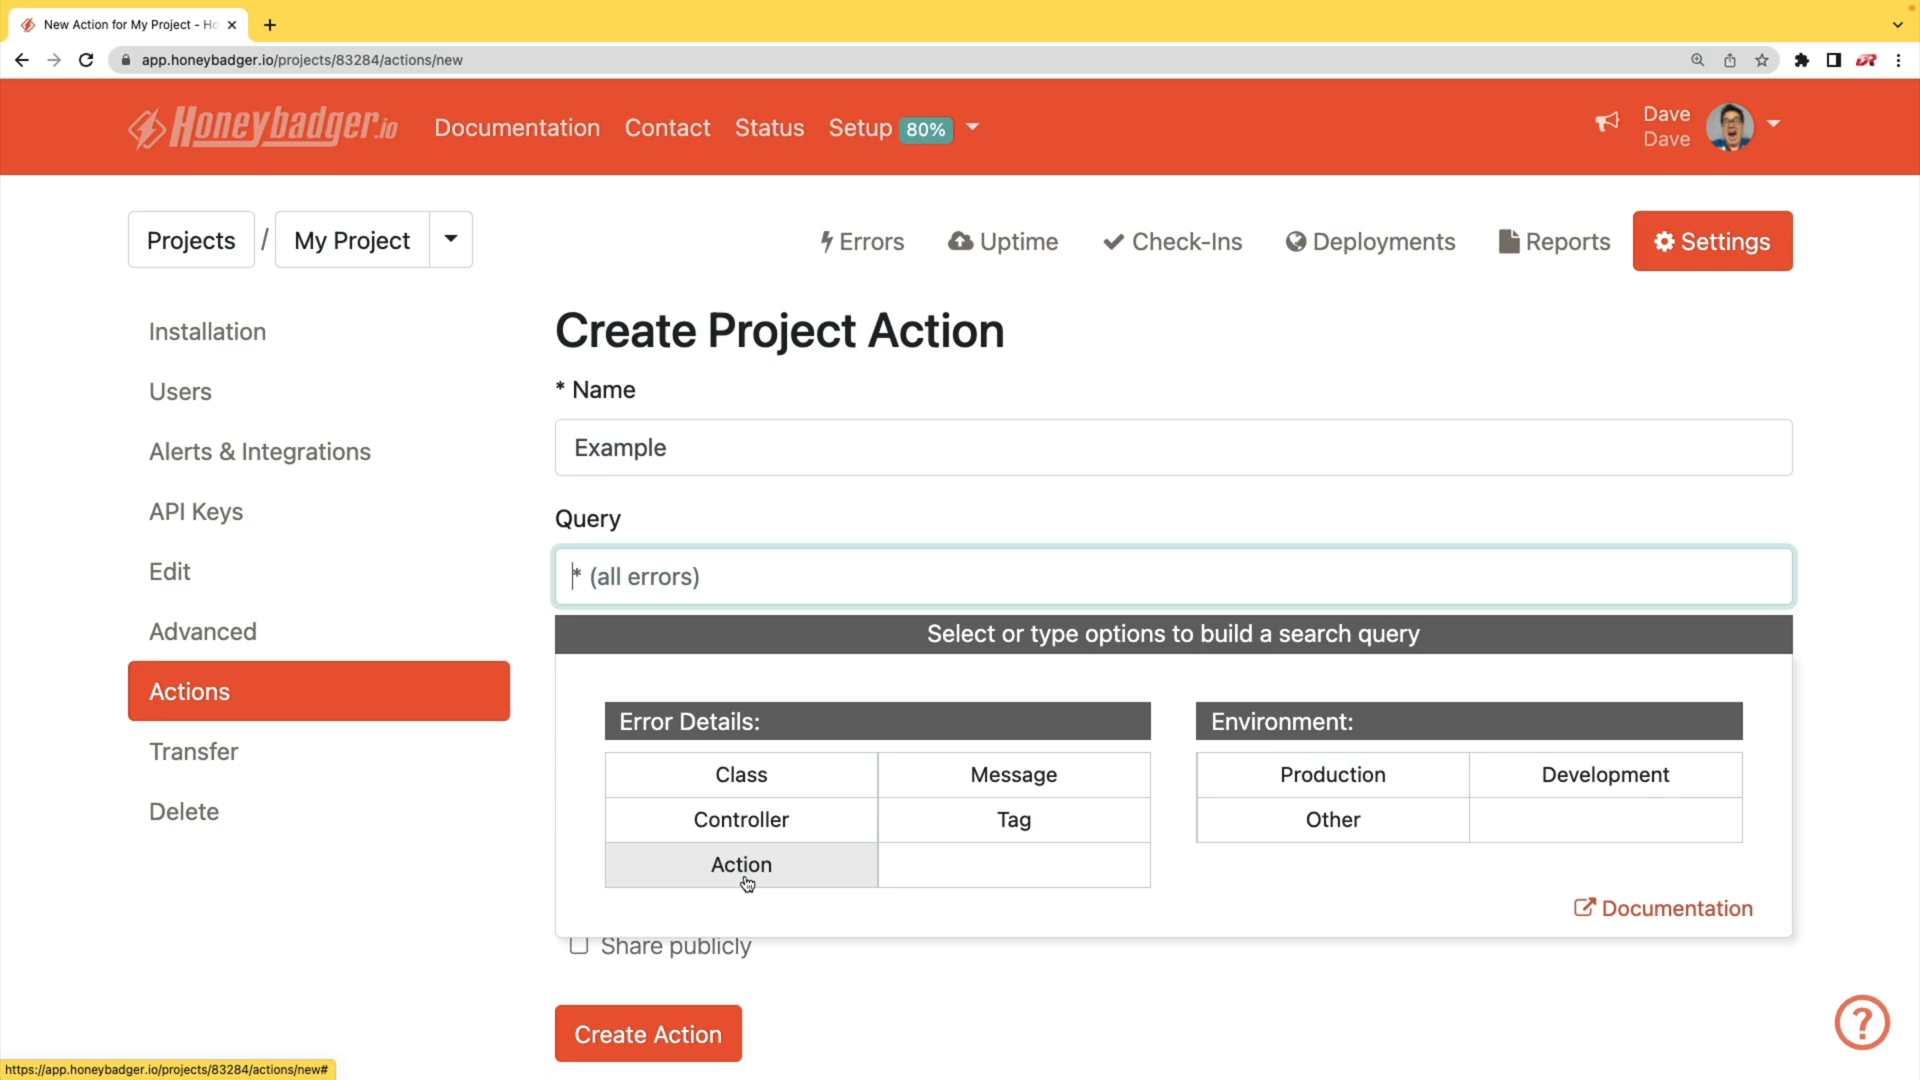 New Action for My Project - Ho
app.honeybadger.io/projects/83284/actions/new
Honeybadger.io
Documentation
Contact
Status
Setup 80%
Dave
Dave
Projects / My Project
Errors
Uptime
Check-Ins
Deployments
Reports
Settings
Installation
Users
Alerts & Integrations
API Keys
Edit
Advanced
Actions
Transfer
Delete
Create Project Action
* Name
Example
Query
* (all errors)
Select or type options to build a search query
Error Details:
Class
Message
Controller
Tag
Action
Environment:
Production
Development
Other
Documentation
Share publicly
Create Action
?
https://app.honeybadger.io/projects/83284/actions/new#